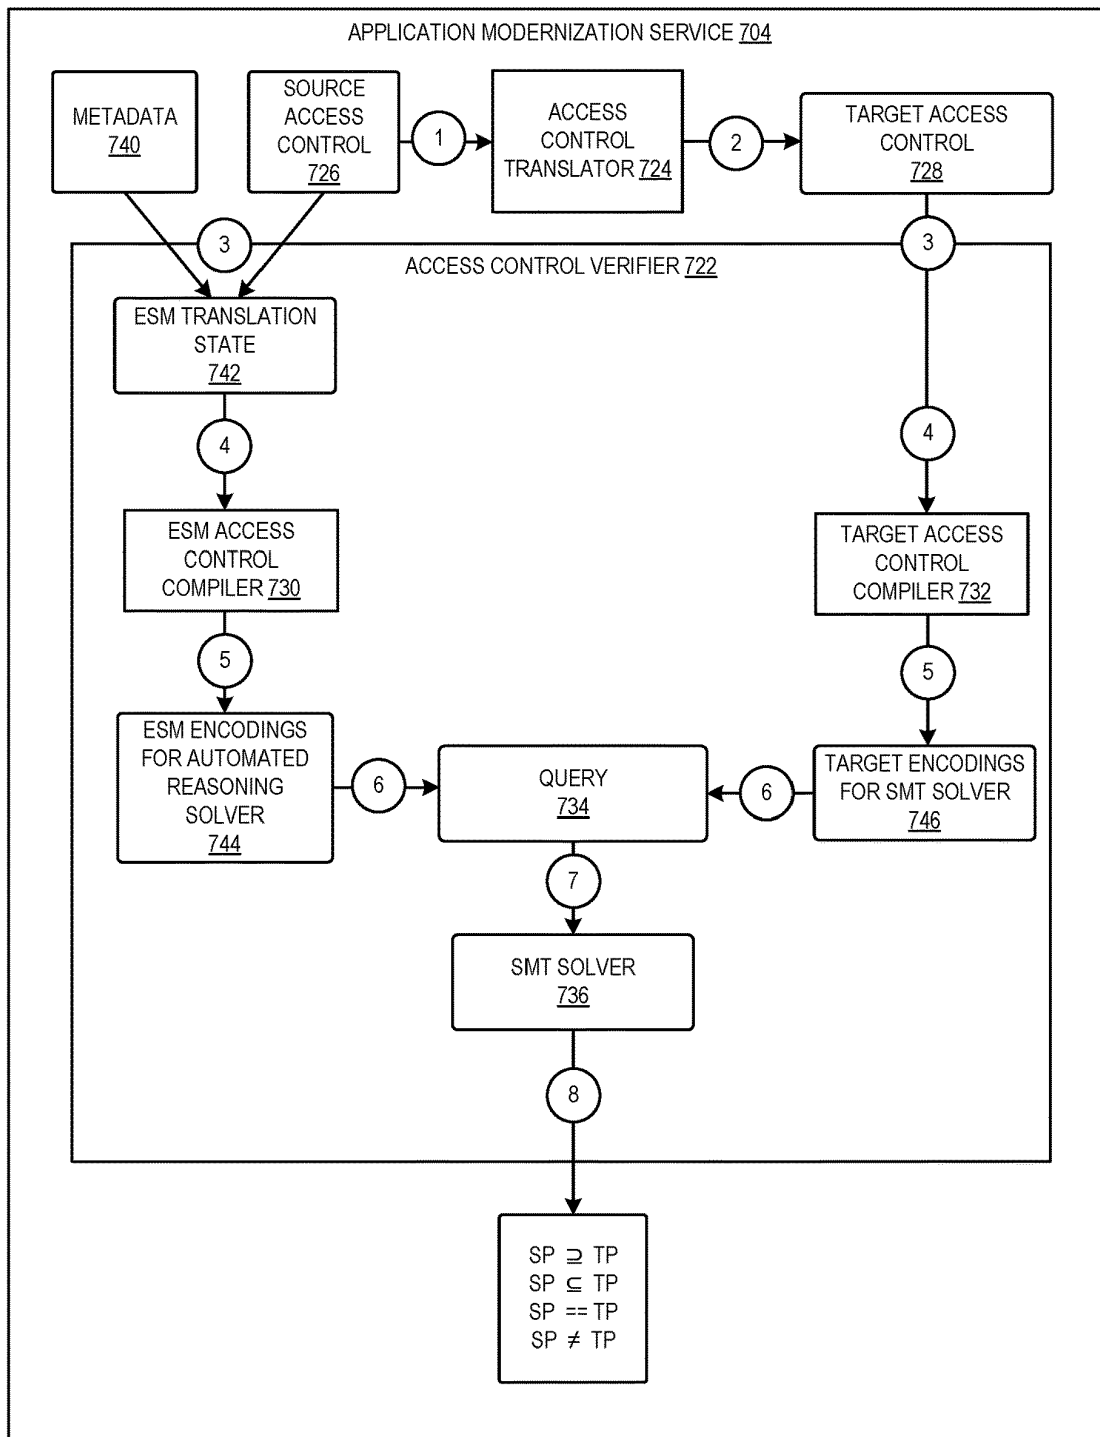 APPLICATION MODERNIZATION SERVICE 704
METADATA
740
SOURCE
ACCESS
CONTROL
726
1
ACCESS
CONTROL
TRANSLATOR 724
2
TARGET ACCESS
CONTROL
728
3
3
ACCESS CONTROL VERIFIER 722
ESM TRANSLATION
STATE
742
4
4
ESM ACCESS
CONTROL
COMPILER 730
TARGET ACCESS
CONTROL
COMPILER 732
5
5
ESM ENCODINGS
FOR AUTOMATED
REASONING
SOLVER
744
6
QUERY
734
6
TARGET ENCODINGS
FOR SMT SOLVER
746
7
SMT SOLVER
736
8
SP ⊇ TP
SP ⊆ TP
SP == TP
SP ≠ TP